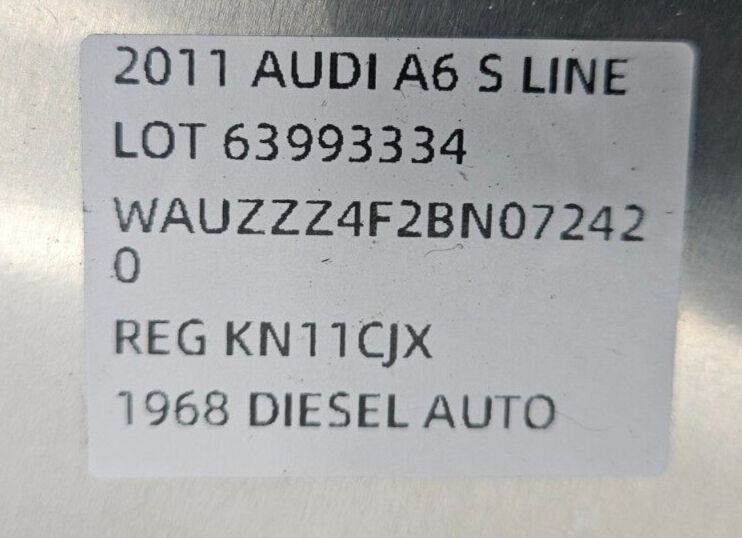 2011 AUDI A6 S LINE
LOT 63993334
WAUZZZ4F2BN07242
0
REG KN11CJX
1968 DIESEL AUTO